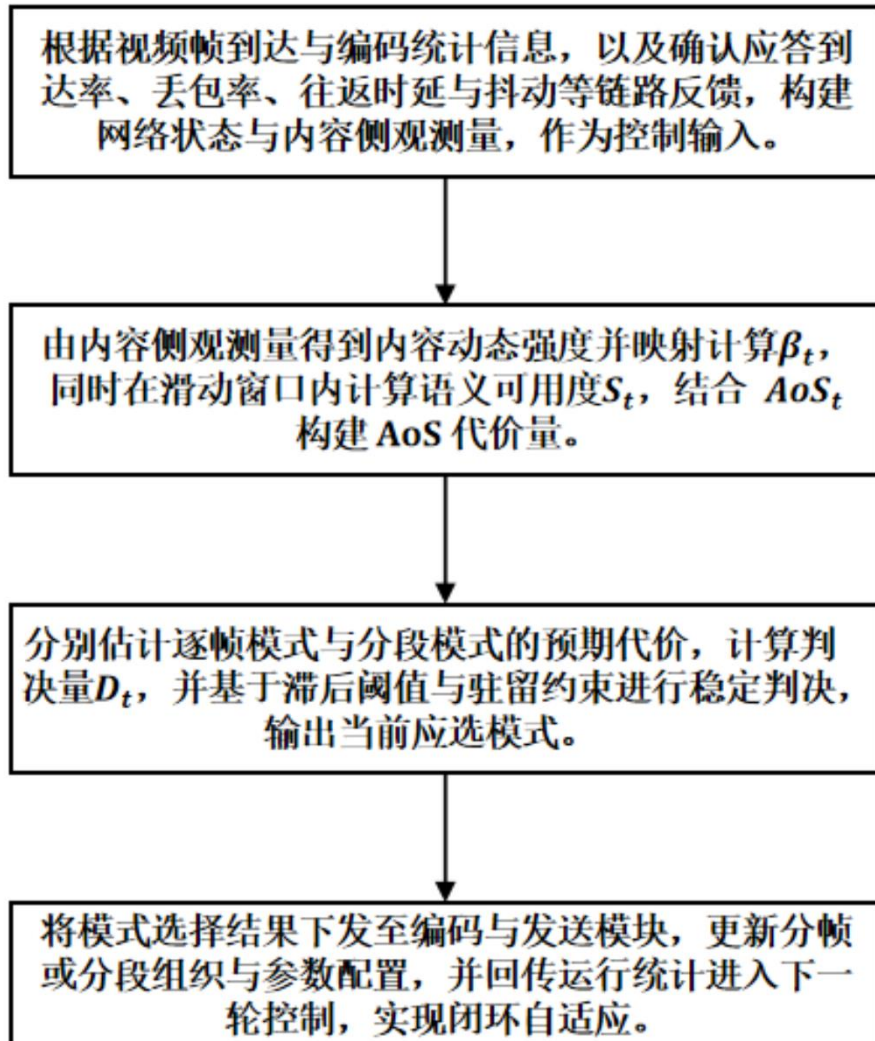 根据视频帧到达与编码统计信息，以及确认应答到
达率、丢包率、往返时延与抖动等链路反馈，构建
网络状态与内容侧观测量，作为控制输入。
由内容侧观测量得到内容动态强度并映射计算βₜ，
同时在滑动窗口内计算语义可用度Sₜ，结合 AoSₜ
构建 AoS 代价量。
分别估计逐帧模式与分段模式的预期代价，计算判
决量Dₜ，并基于滞后阈值与驻留约束进行稳定判决，
输出当前应选模式。
将模式选择结果下发至编码与发送模块，更新分帧
或分段组织与参数配置，并回传运行统计进入下一
轮控制，实现闭环自适应。